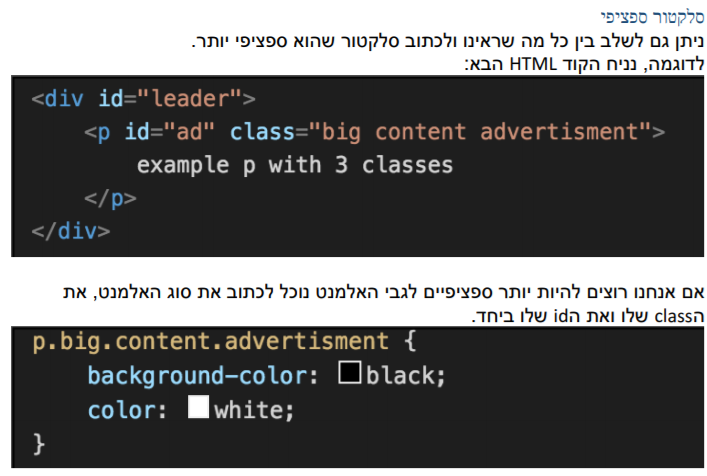 סלקטור ספציפי
ניתן גם לשלב בין כל מה שראינו ולכתוב סלקטור שהוא ספציפי יותר.
לדוגמה, נניח הקוד HTML הבא:
<div id="leader">
    <p id="ad" class="big content advertisment">
        example p with 3 classes
    </p>
</div>
אם אנחנו רוצים להיות יותר ספציפיים לגבי האלמנט נוכל לכתוב את סוג האלמנט, את
הclass שלו ואת הid שלו ביחד.
p.big.content.advertisment {
    background-color: black;
    color: white;
}